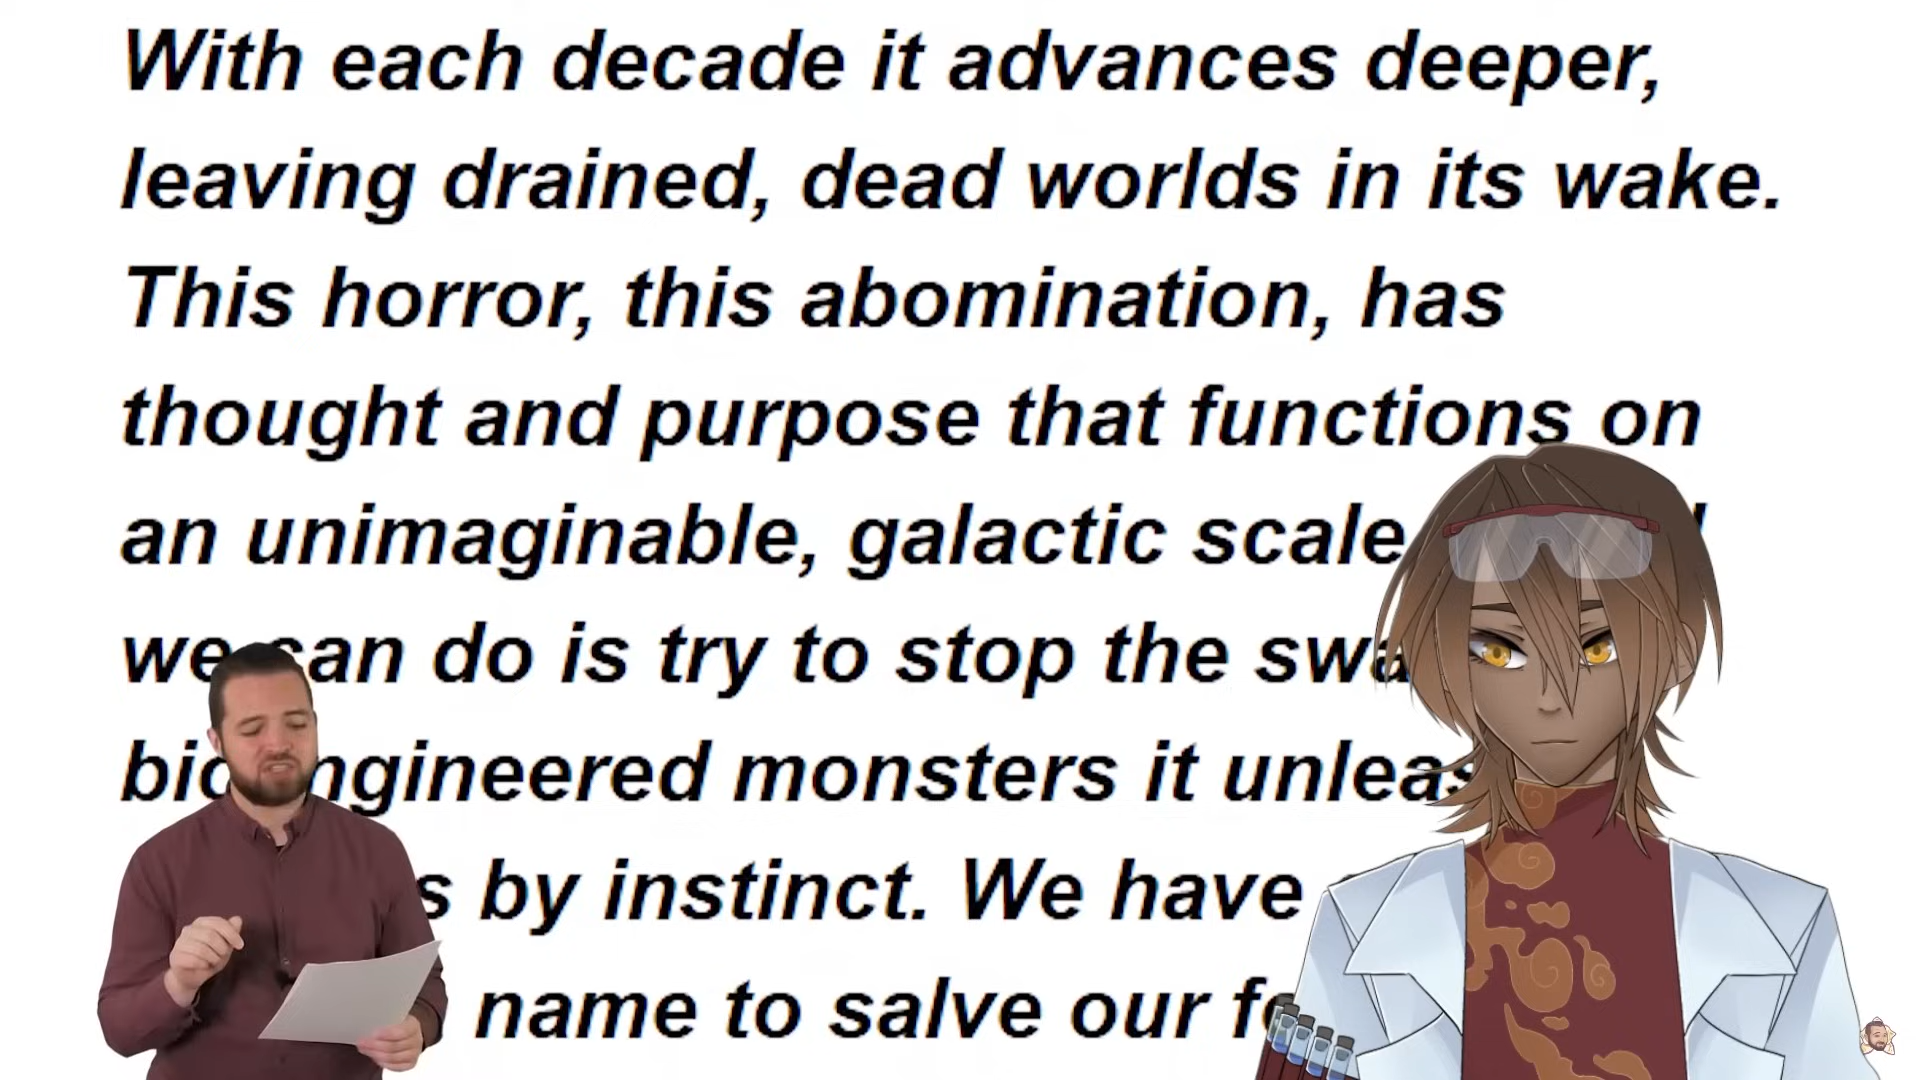 With each decade it advances deeper,
leaving drained, dead worlds in its wake.
This horror, this abomination, has
thought and purpose that functions on
an unimaginable, galactic scale
we can do is try to stop the
monsters it
by instinct. We have
name to salve our